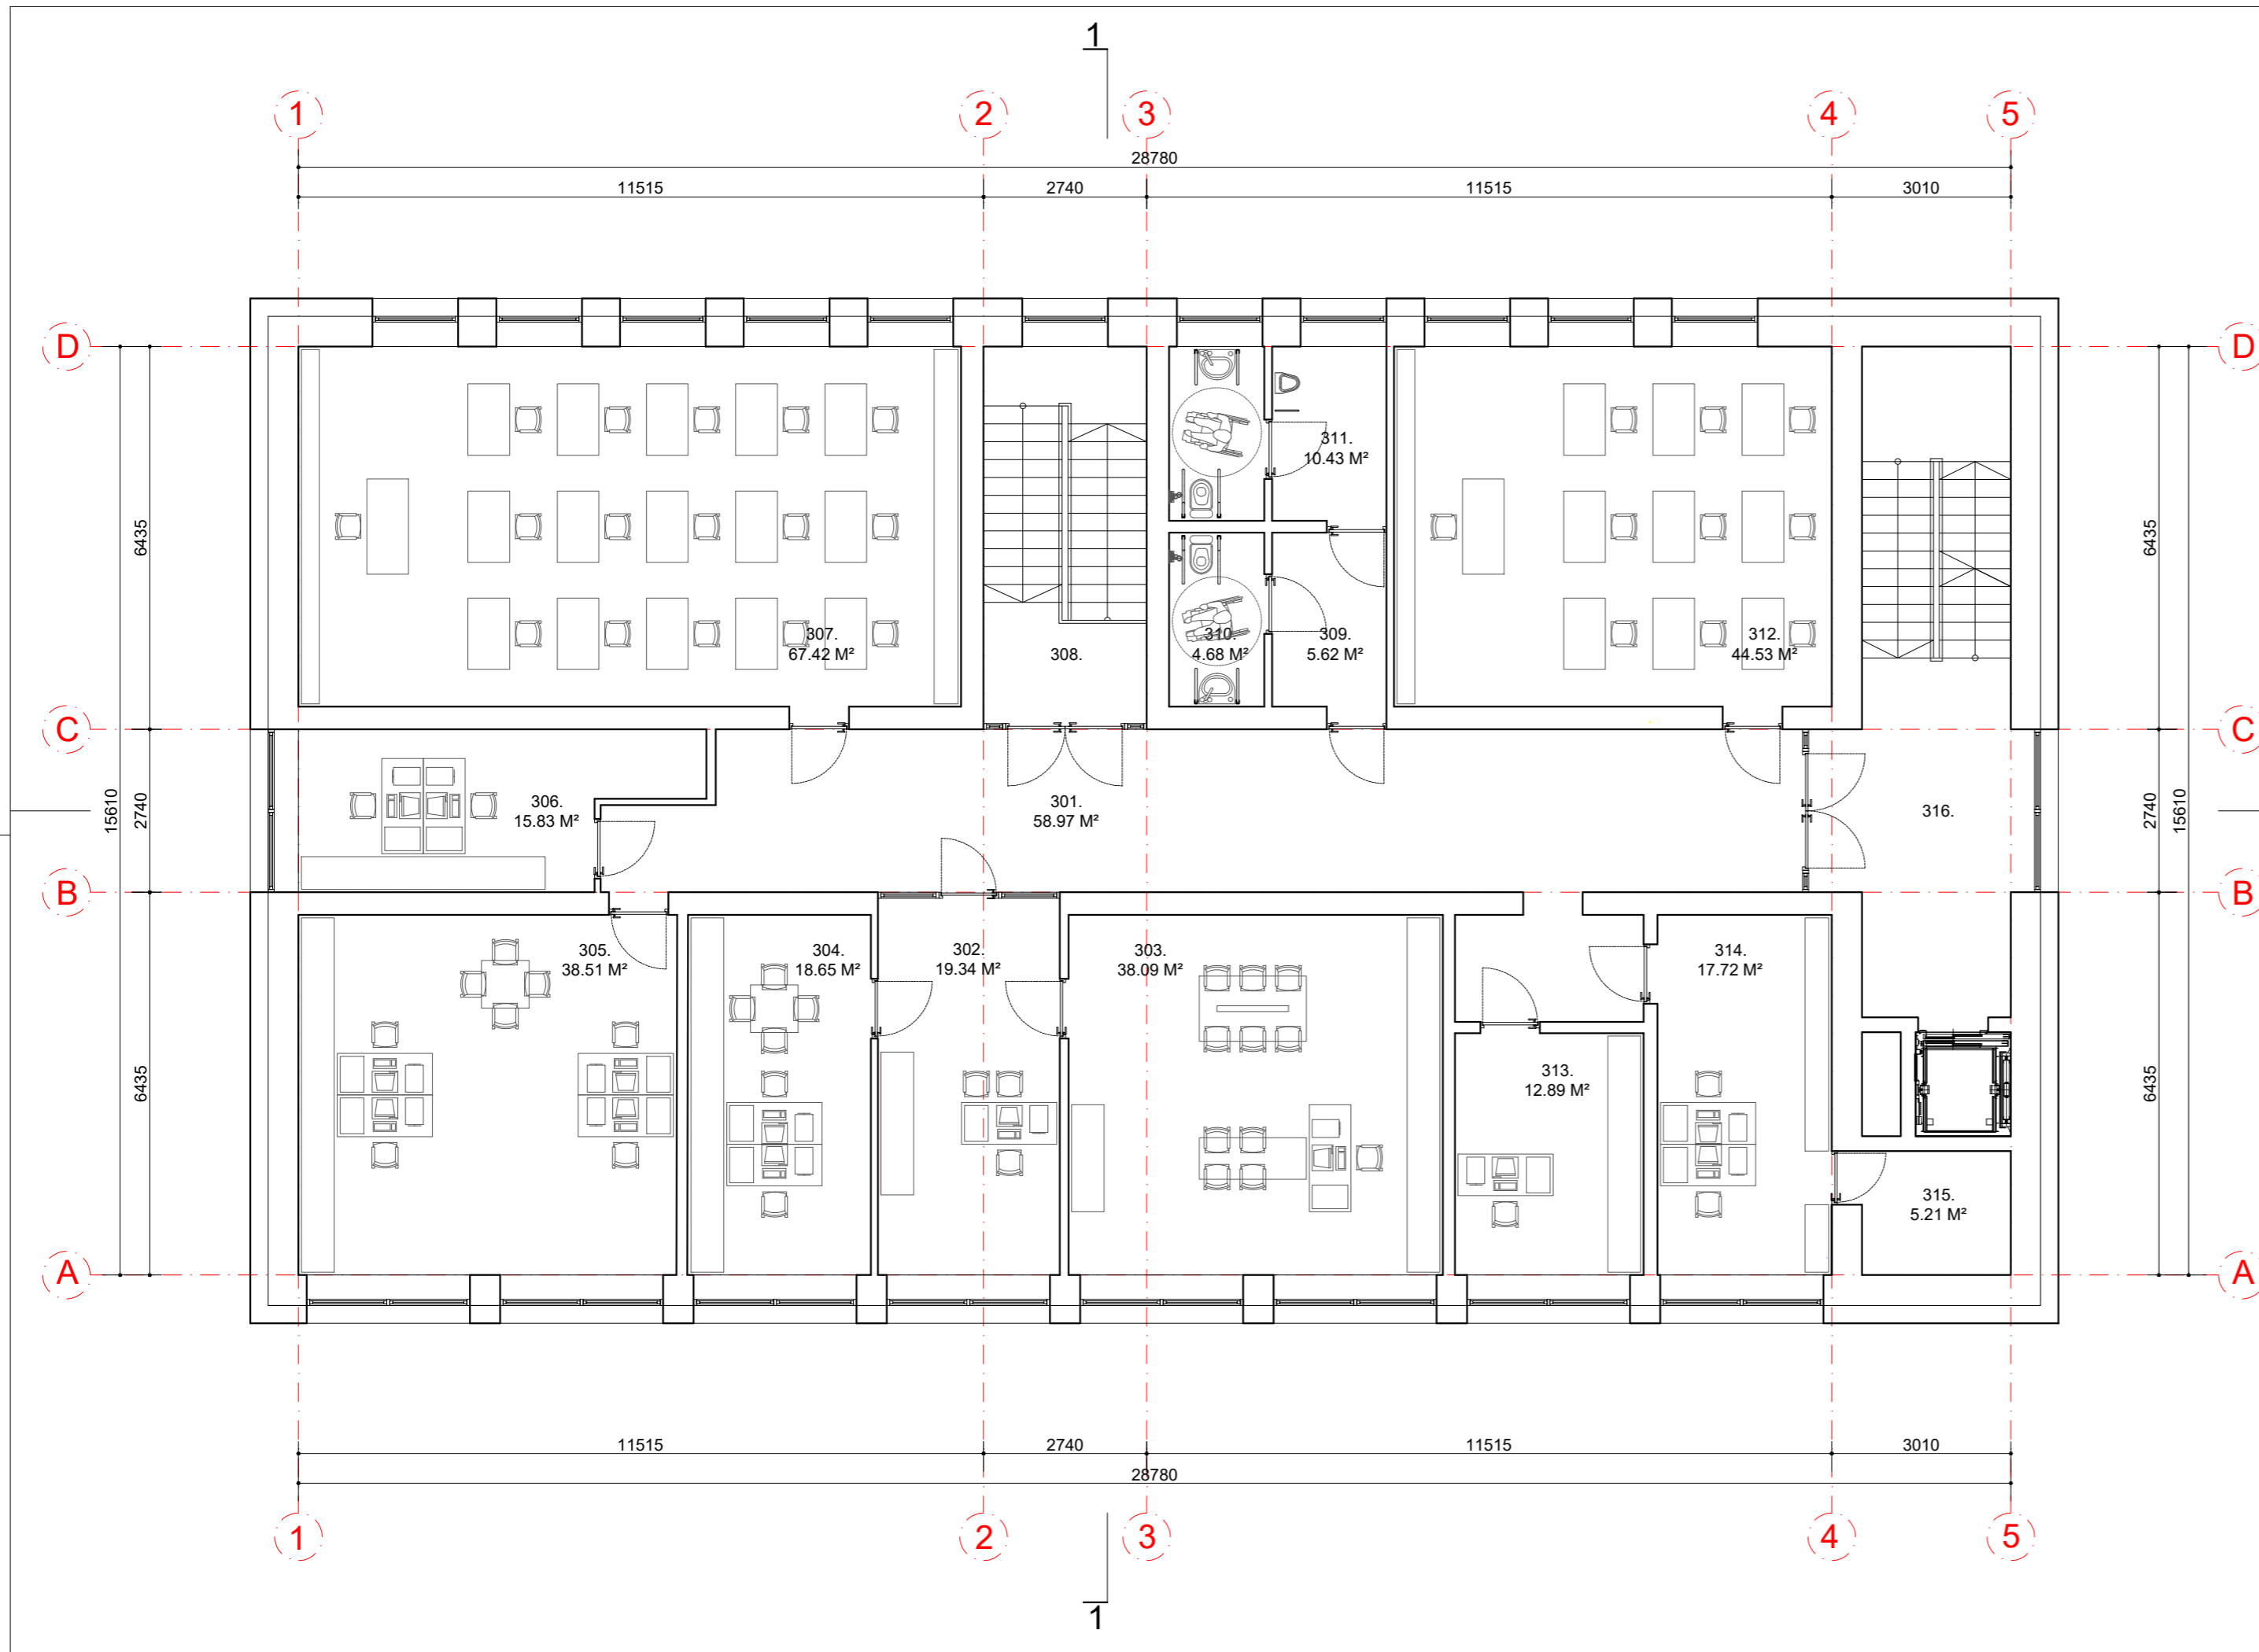 1
1
2
3
4
5
28780
11515
2740
11515
3010
D
D
6435
6435
311.
10.43 M²
307.
67.42 M²
308.
310.
4.68 M²
309.
5.62 M²
312.
44.53 M²
C
C
15610
2740
306.
15.83 M²
301.
58.97 M²
316.
2740
15610
B
B
305.
38.51 M²
304.
18.65 M²
302.
19.34 M²
303.
38.09 M²
314.
17.72 M²
6435
313.
12.89 M²
6435
315.
5.21 M²
A
A
11515
2740
11515
3010
28780
1
2
3
4
5
1